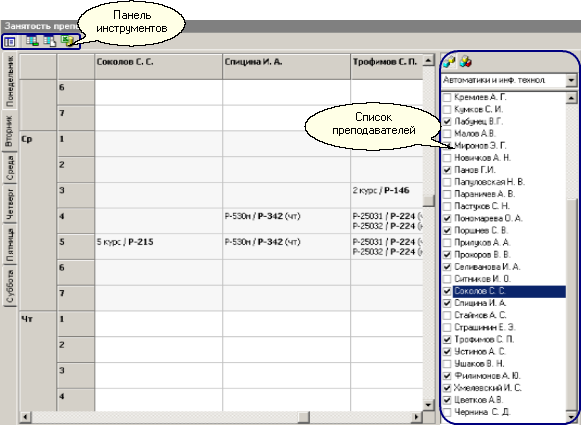 Панель
инструментов
Занятость преп
Соколов С. С. Спицина И. А. Трофимов С. П.
Понедельник
Вторник
Среда
Четверг
Пятница
Суббота
6
7
Ср 1
2
3 2 курс / Р-146
4 Р-530н / Р-342 (чт) Р-25031 / Р-224 (
Р-25032 / Р-224 (
5 5 курс / Р-215 Р-530н / Р-342 (чт) Р-25031 / Р-224 (
Р-25032 / Р-224 (
6
7
Чт 1
2
3
4
Автоматики и инф. технол.
Список
преподавателей
Кремлев А. Г.
Кумков С. И.
Лабунец В.Г.
Малов А.В.
Миронов Э. Г.
Новичков А. Н.
Панов Г.И.
Папуловская Н. В.
Параничев А. В.
Пастухов С. Н.
Пономарева О. А.
Поршнев С. В.
Прилуков А. А.
Прохоров В. В.
Селиванова И. А.
Ситников И. О.
Соколов С. С.
Спицина И. А.
Стаймов А. С.
Страшинин Е. Э.
Трофимов С. П.
Устинов А. С.
Ушаков В. Н.
Филимонов А. Ю.
Хмелевский И. С.
Цветков А.В.
Чернина С. Д.